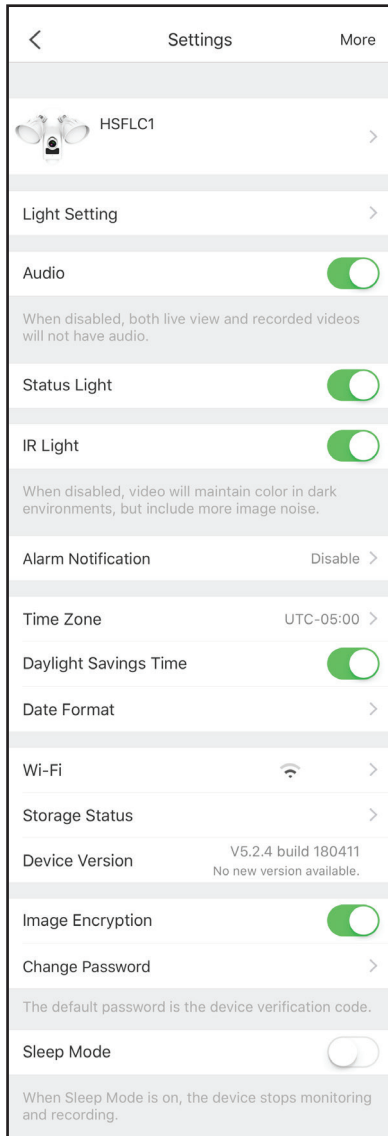 Settings
More
HSFLC1
Light Setting
Audio
When disabled, both live view and recorded videos
will not have audio.
Status Light
IR Light
When disabled, video will maintain color in dark
environments, but include more image noise.
Alarm Notification Disable
Time Zone UTC-05:00
Daylight Savings Time
Date Format
Wi-Fi
Storage Status
Device Version V5.2.4 build 180411
No new version available.
Image Encryption
Change Password
The default password is the device verification code.
Sleep Mode
When Sleep Mode is on, the device stops monitoring
and recording.